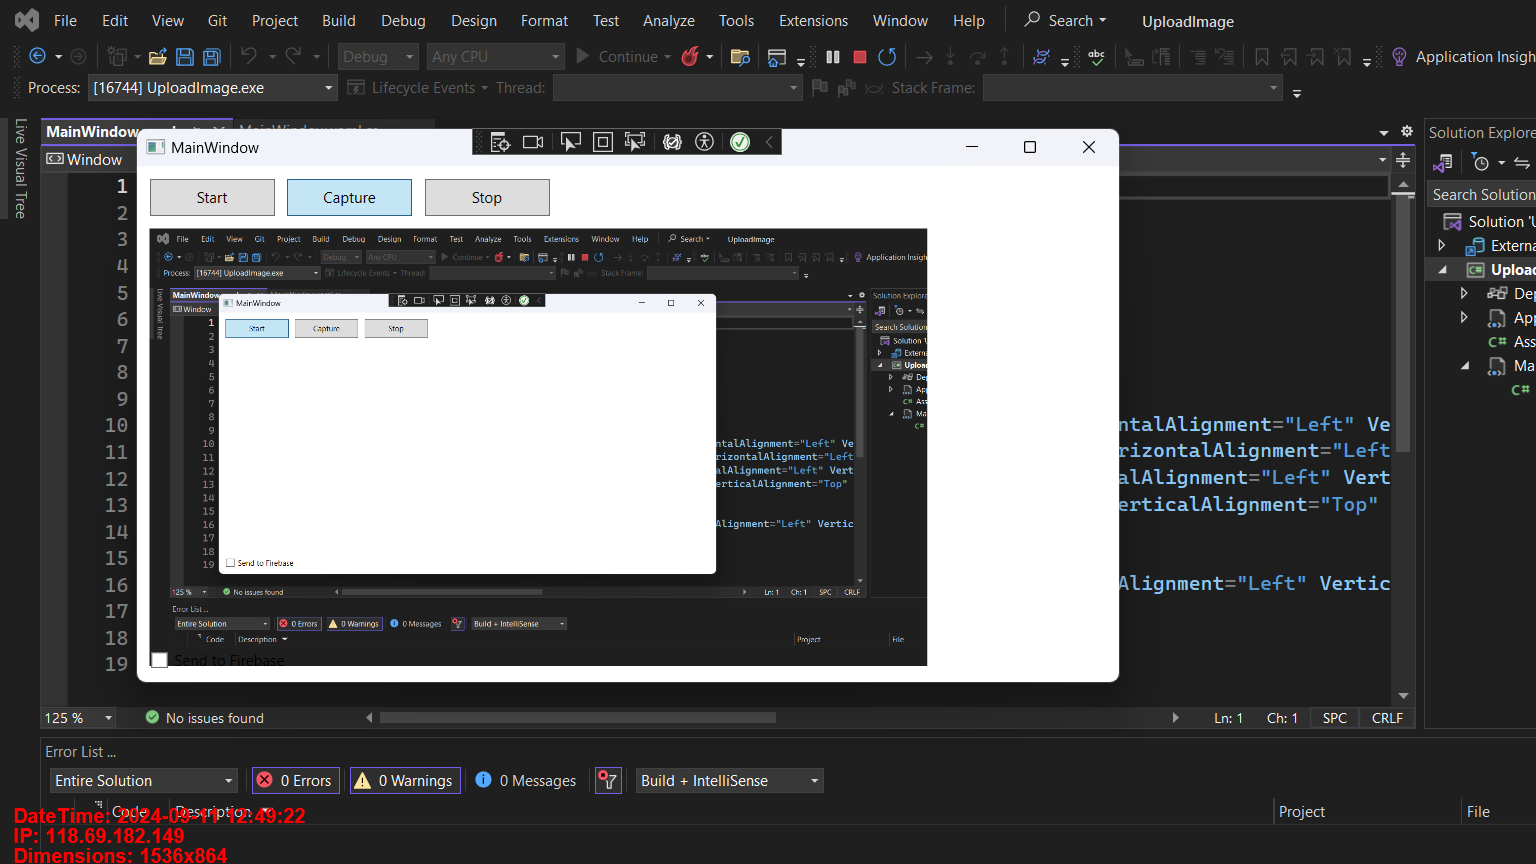 File Edit View Git Project Build Debug Design Format Test Analyze Tools Extensions Window Help Search UploadImage
Debug Any CPU Continue abc Application Insigh
Process: [16744] UploadImage.exe Lifecycle Events Thread: Stack Frame:
Live Visual Tree
MainWindow
Window
MainWindow
Start Capture Stop
File Edit View Git Project Build Debug Design Format Test Analyze Tools Extensions Window Help Search UploadImage
Debug Any CPU Continue Application Insigh
Process: [16744] UploadImage.exe Lifecycle Events Thread: Stack Frame:
Live Visual Tree
MainWindow
Window
MainWindow
Start Capture Stop
Solution Explore
Search Solution
Solution 'U
Externa
Uploa
De
Ap
C# Ass
Ma
C#
1
2
3
4
5
6
7
8
9
10 ntalAlignment="Left" Ve
11 rizontalAlignment="Left
12 alAlignment="Left" Vert
13 erticalAlignment="Top"
14
15
16 Alignment="Left" Vertic
17
18
19
Send to Firebase
125 % No issues found Ln: 1 Ch: 1 SPC CRLF
Error List ...
Entire Solution 0 Errors 0 Warnings 0 Messages Build + IntelliSense
Code Description Project File
Send to Firebase
Solution Explore
Search Solution
Solution 'U
Externa
Uploa
Dep
App
C# Ass
Ma
C#
1
2
3
4
5
6
7
8
9
10 ntalAlignment="Left" Ve
11 rizontalAlignment="Left
12 alAlignment="Left" Vert
13 erticalAlignment="Top"
14
15
16 Alignment="Left" Vertic
17
18
19
125 % No issues found Ln: 1 Ch: 1 SPC CRLF
Error List ...
Entire Solution 0 Errors 0 Warnings 0 Messages Build + IntelliSense
Code Description Project File
DateTime: 2024-09-11 12:49:22
IP: 118.69.182.149
Dimensions: 1536x864